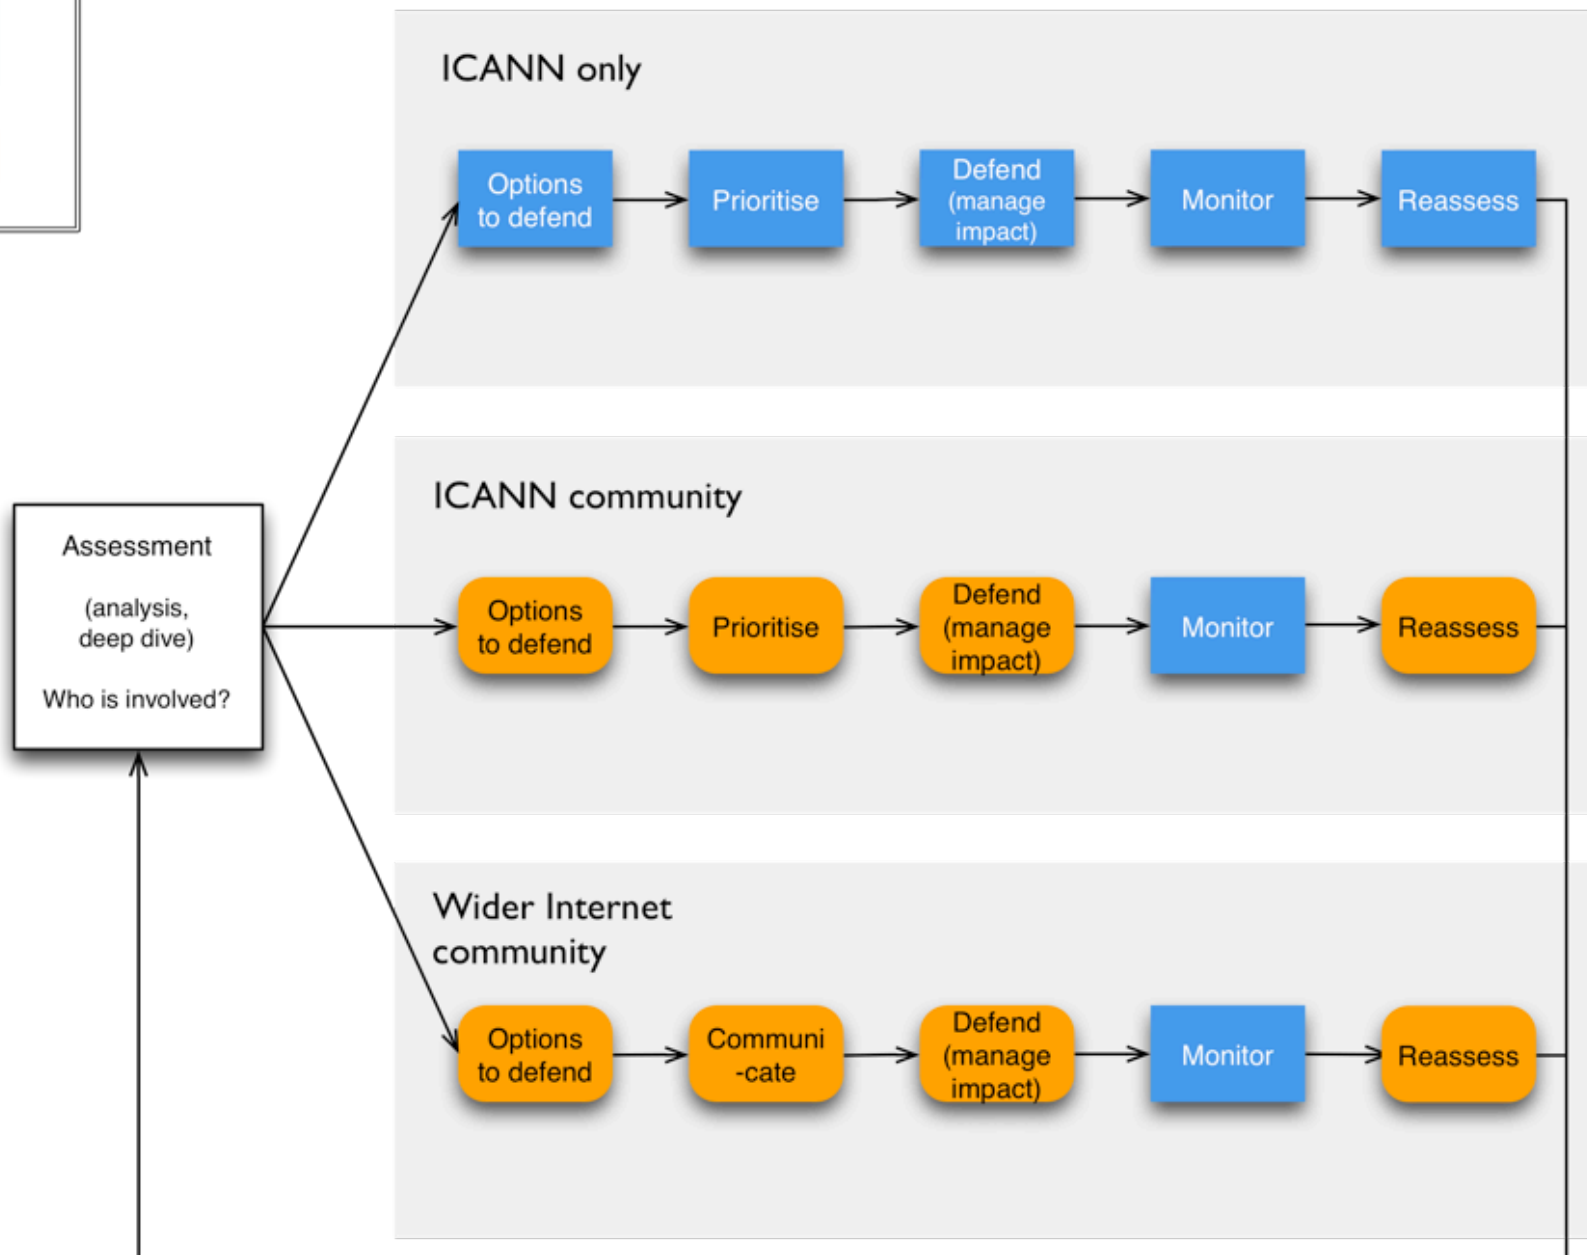 ICANN only
Options
to defend
Prioritise
Defend
(manage
impact)
Monitor
Reassess
ICANN community
Assessment
(analysis,
deep dive)
Who is involved?
Options
to defend
Prioritise
Defend
(manage
impact)
Monitor
Reassess
Wider Internet
community
Options
to defend
Communi
-cate
Defend
(manage
impact)
Monitor
Reassess